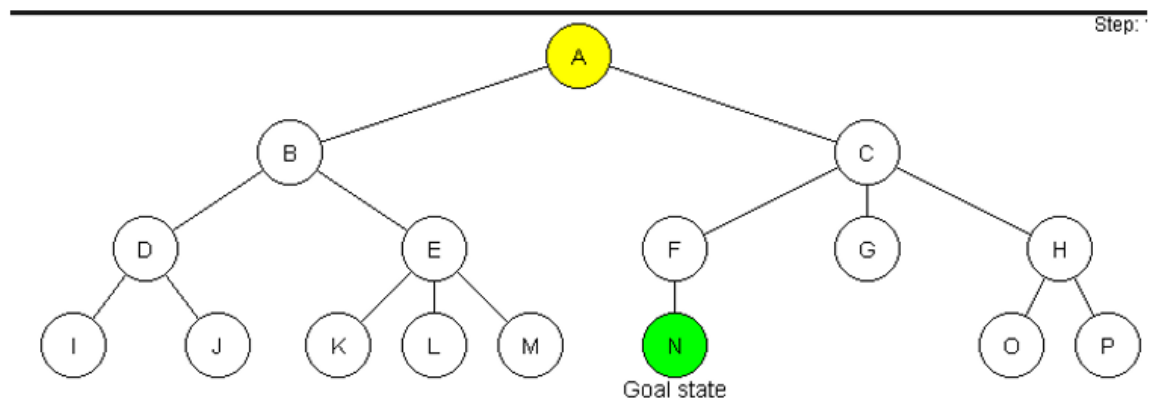 Step:
A
B C
D E F G H
I J K L M N O P
Goal state